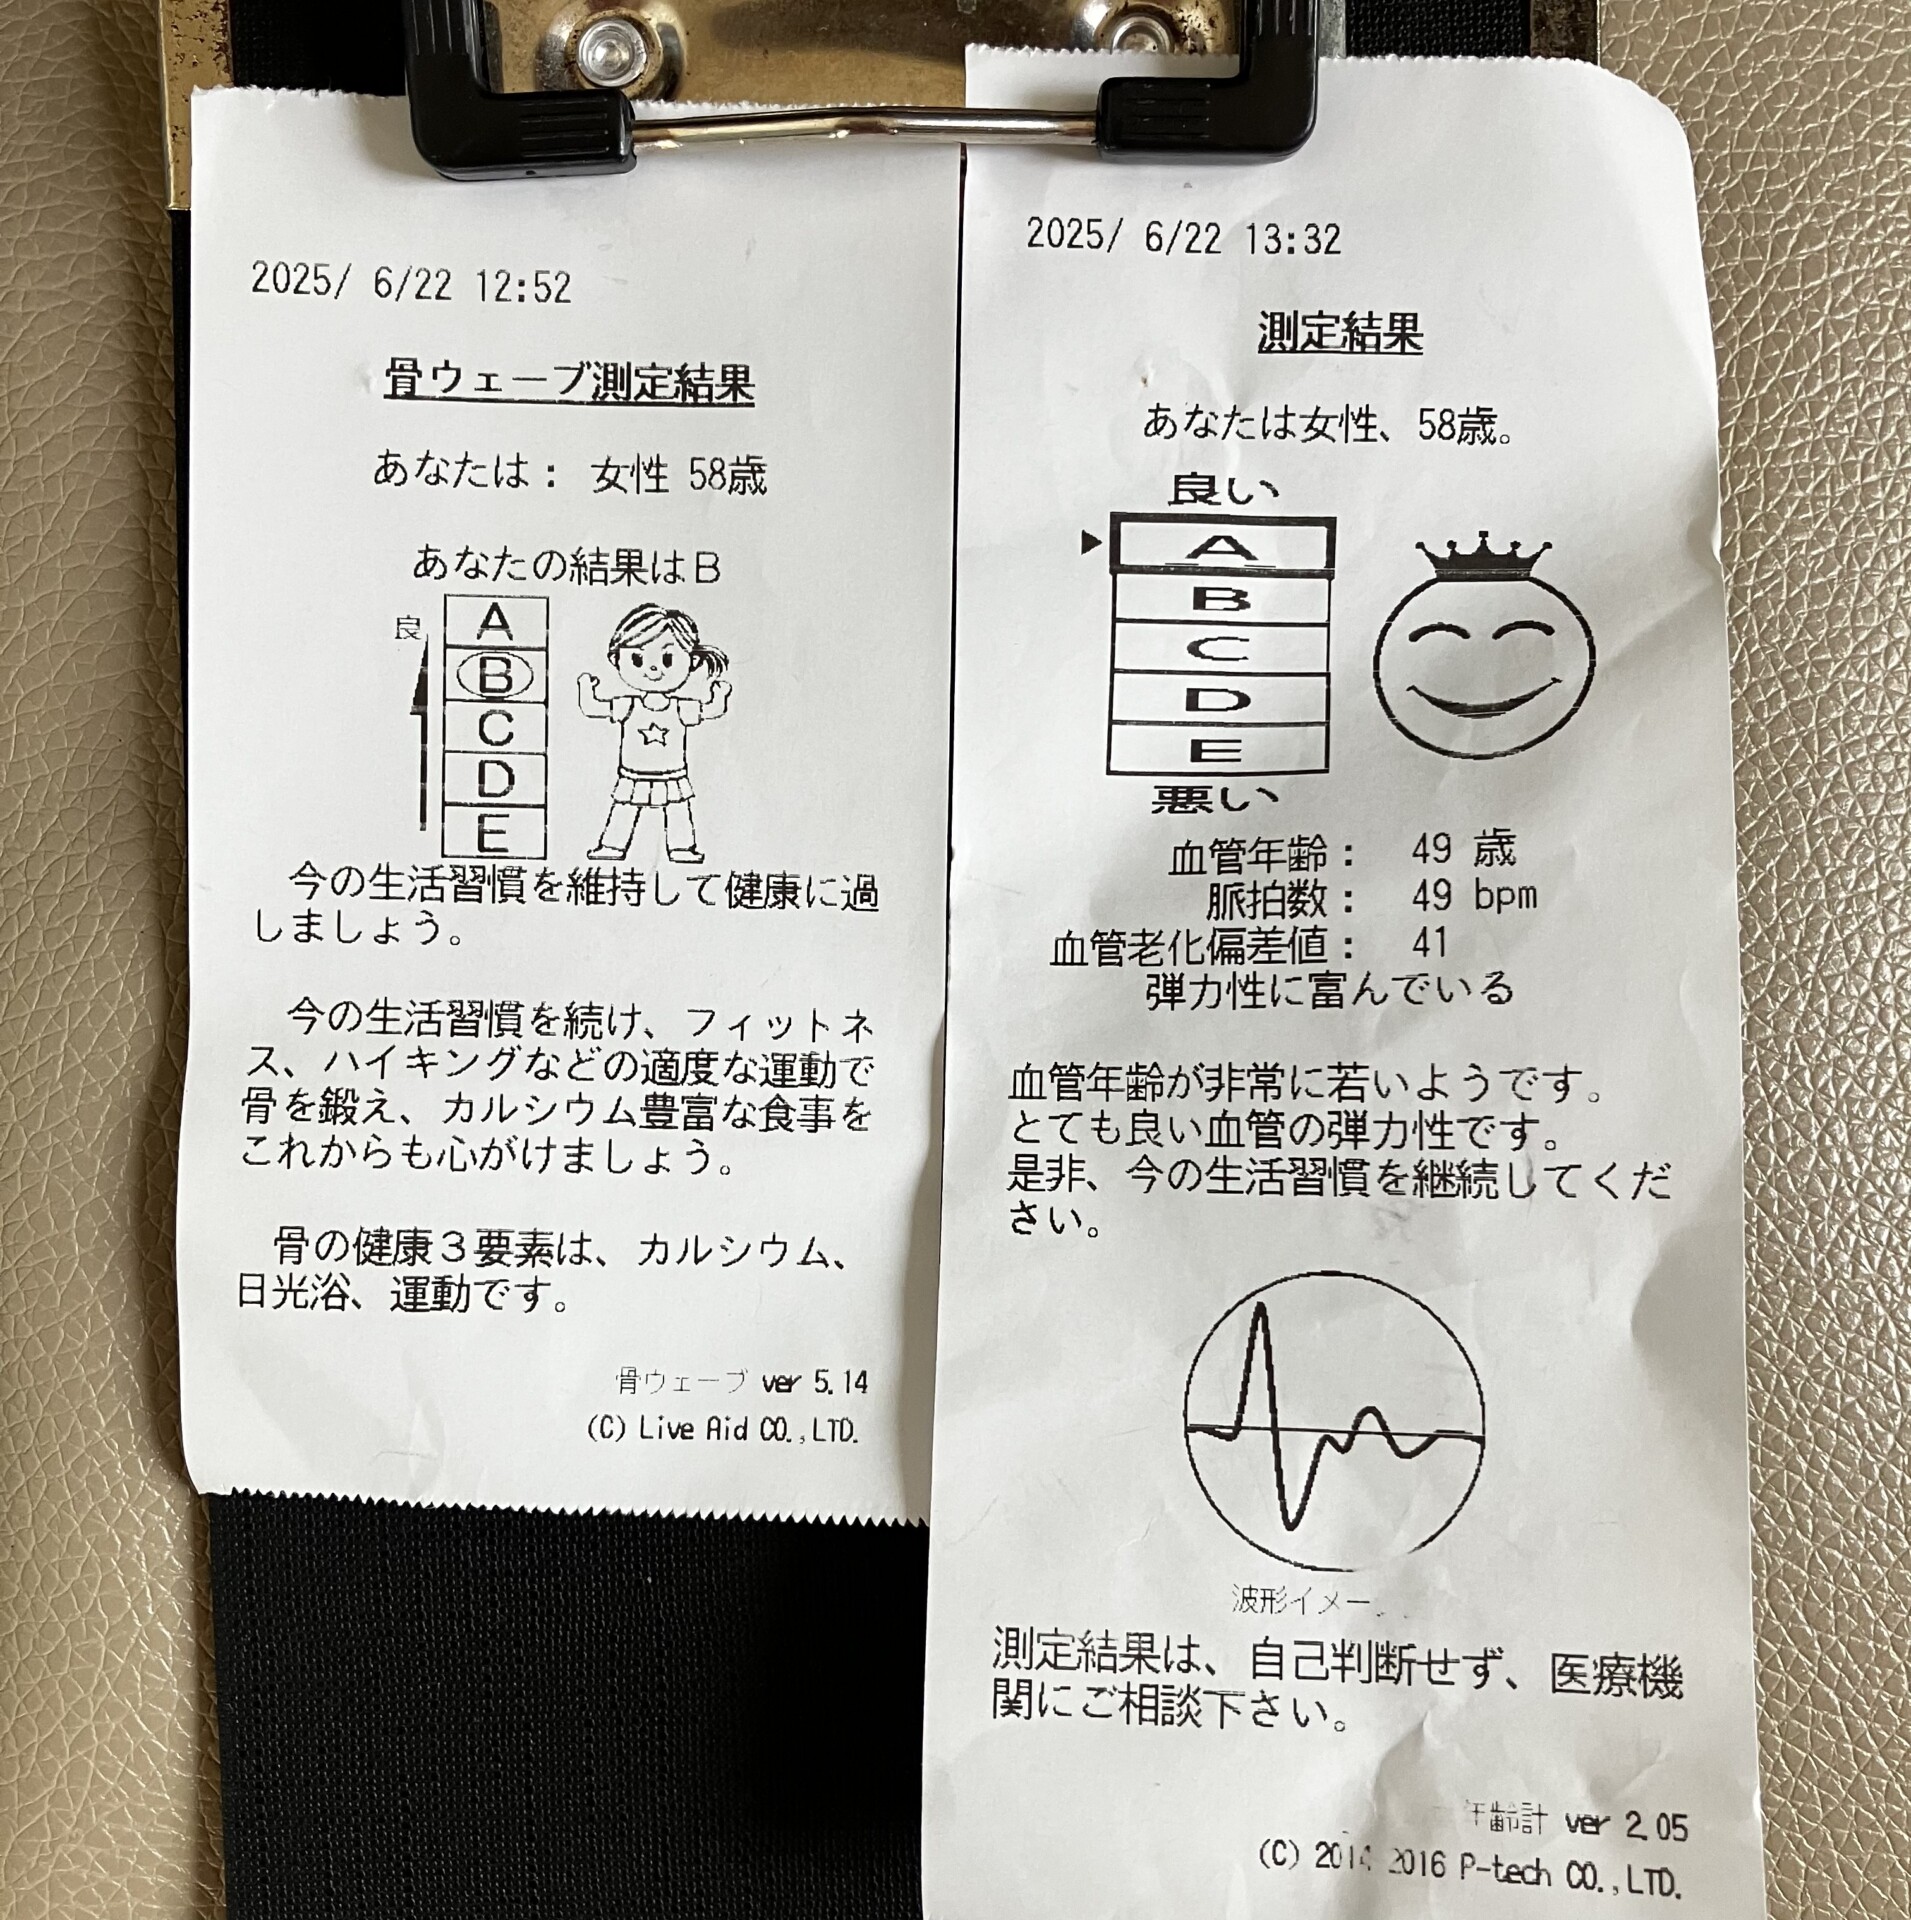 2025/ 6/22 12:52
骨ウェーブ測定結果
あなたは： 女性 58歳
あなたの結果はB
良
A
B
C
D
E
今の生活習慣を維持して健康に過
しましょう。
今の生活習慣を続け、フィットネ
ス、ハイキングなどの適度な運動で
骨を鍛え、カルシウム豊富な食事を
これからも心がけましょう。
骨の健康３要素は、カルシウム、
日光浴、運動です。
骨ウェーブ ver 5.14
(C) Live Aid CO.,LTD.
2025/ 6/22 13:32
測定結果
あなたは女性、58歳。
良い
A
B
C
D
E
悪い
血管年齢： 49 歳
脈拍数： 49 bpm
血管老化偏差値： 41
弾力性に富んでいる
血管年齢が非常に若いようです。
とても良い血管の弾力性です。
是非、今の生活習慣を継続してくだ
さい。
波形イメー
測定結果は、自己判断せず、医療機
関にご相談下さい。
年齢計 ver 2.05
(C) 2014 2016 P-tech CO.,LTD.